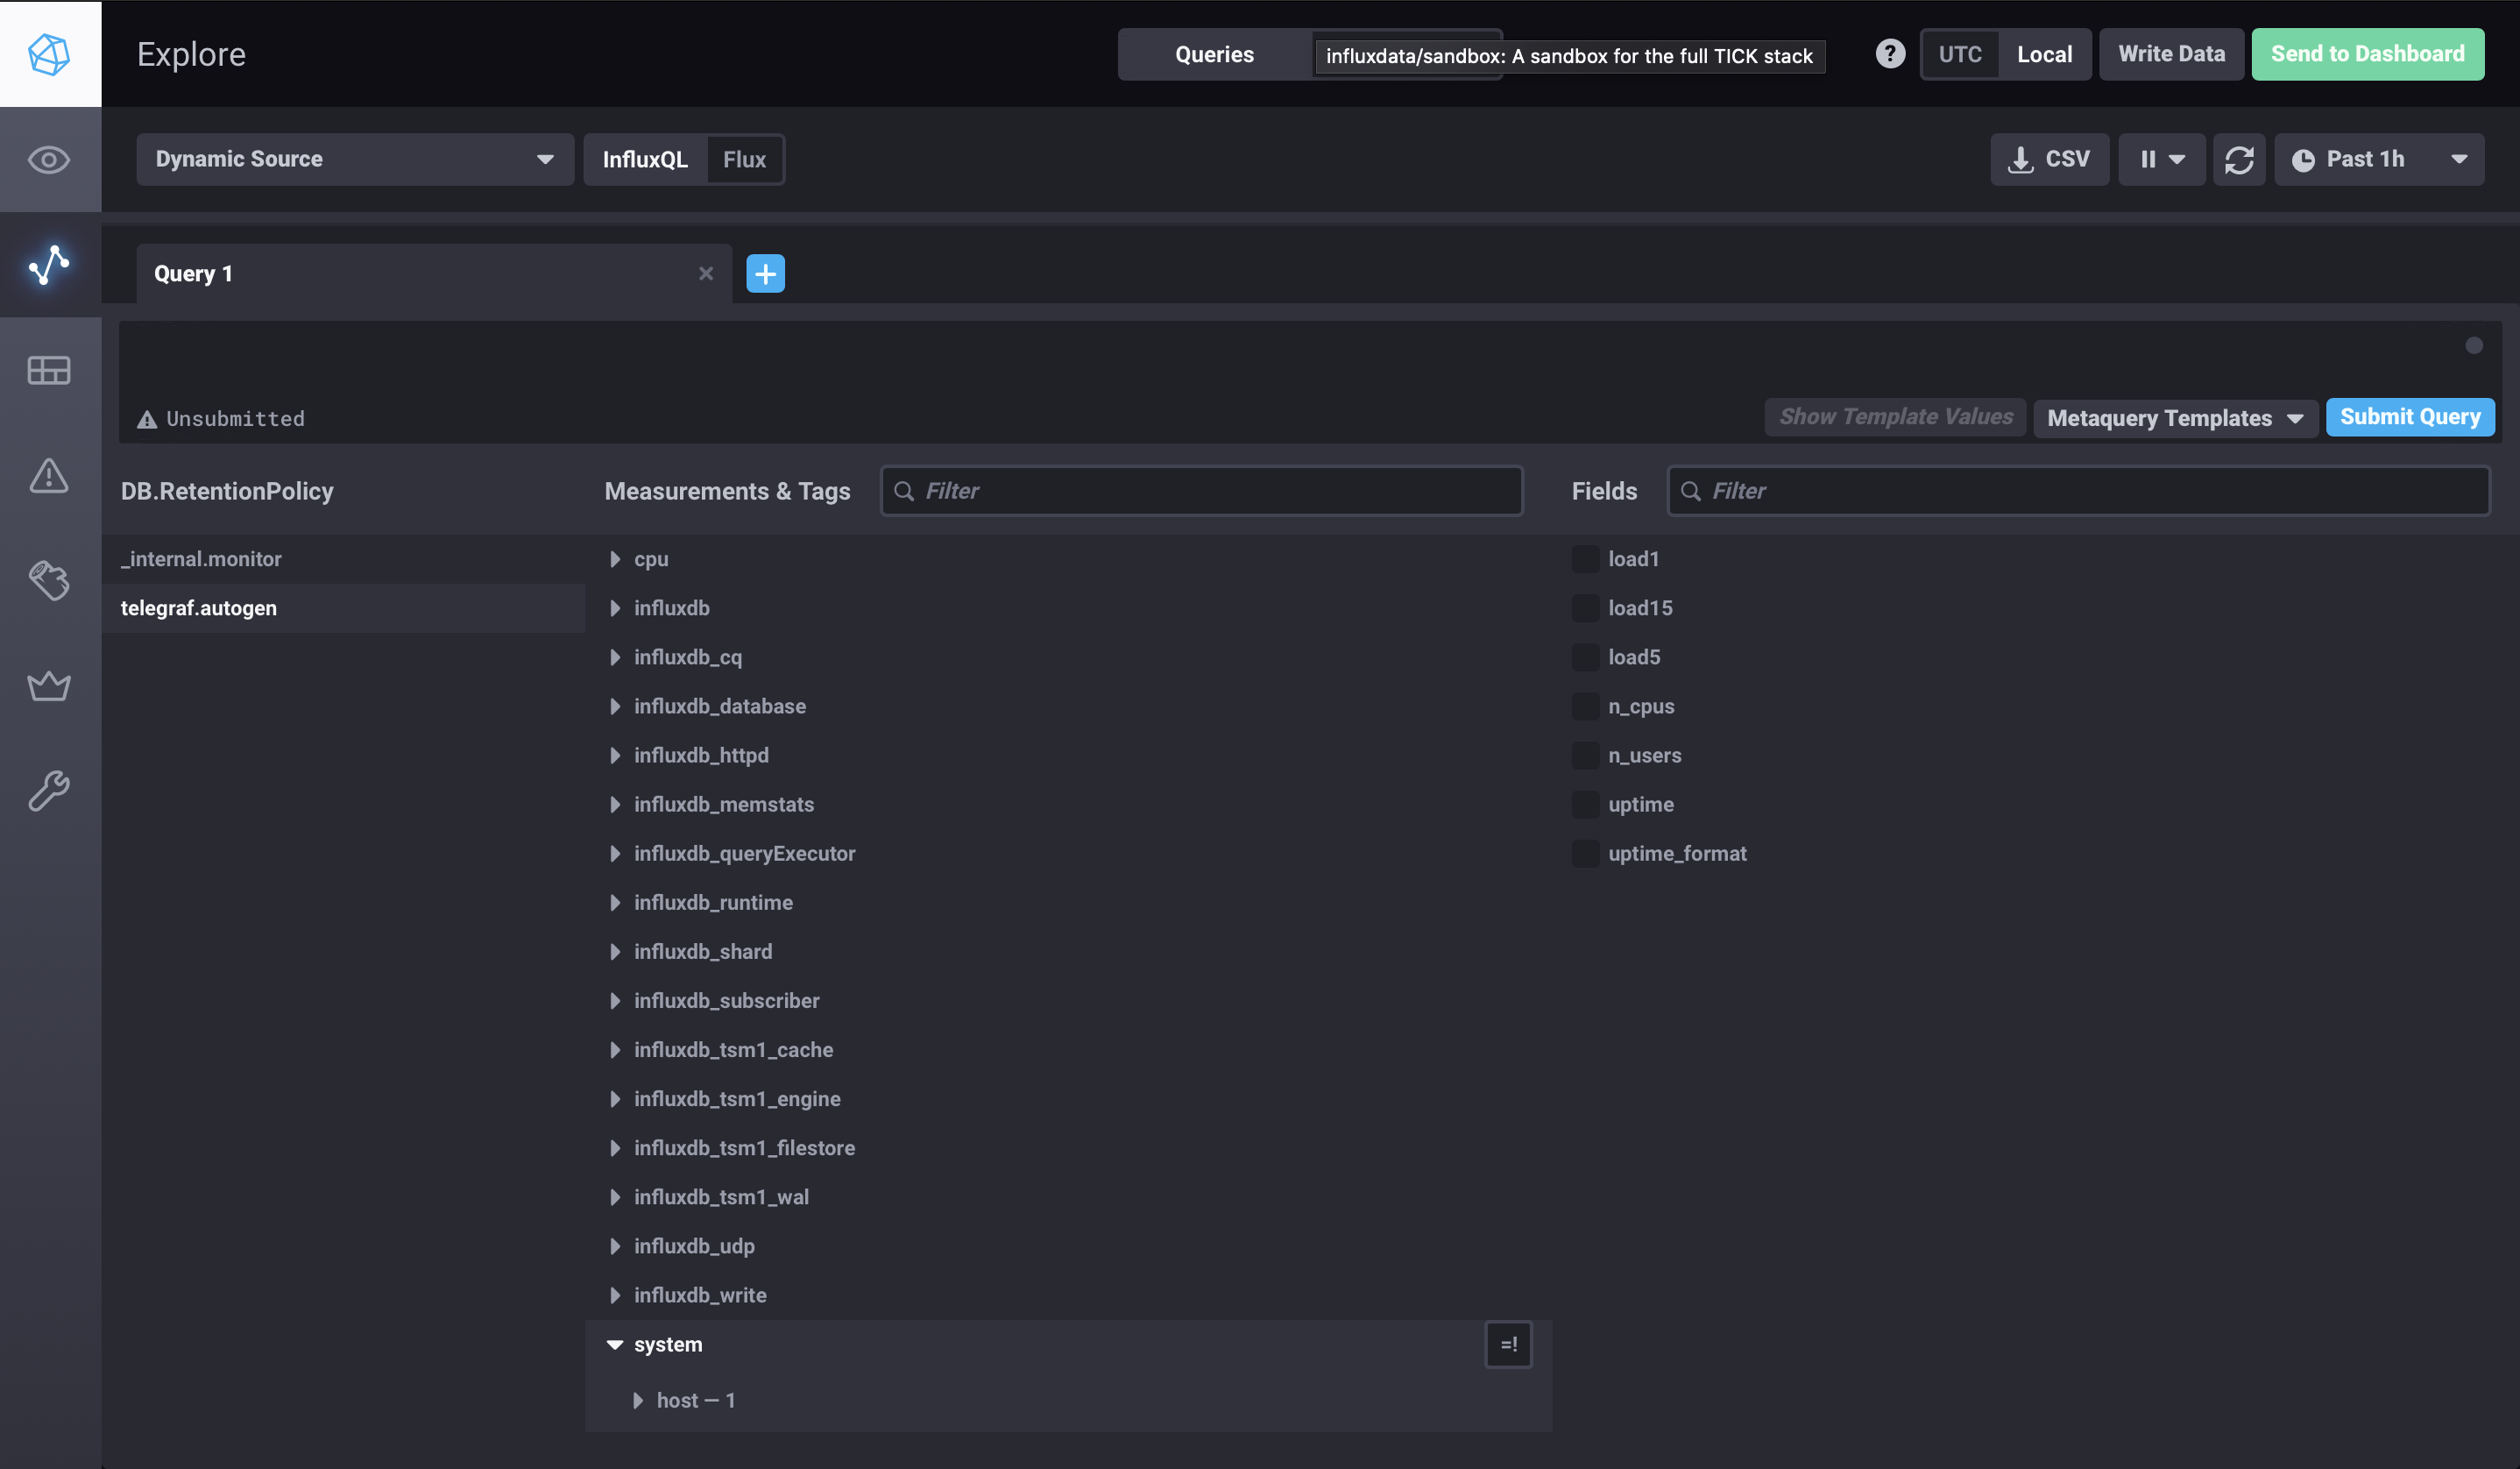 Explore
Queries
influxdata/sandbox: A sandbox for the full TICK stack
?
UTC
Local
Write Data
Send to Dashboard
Dynamic Source
InfluxQL
Flux
CSV
Past 1h
Query 1
Unsubmitted
Show Template Values
Metaquery Templates
Submit Query
DB.RetentionPolicy
_internal.monitor
telegraf.autogen
Measurements & Tags
Filter
cpu
influxdb
influxdb_cq
influxdb_database
influxdb_httpd
influxdb_memstats
influxdb_queryExecutor
influxdb_runtime
influxdb_shard
influxdb_subscriber
influxdb_tsm1_cache
influxdb_tsm1_engine
influxdb_tsm1_filestore
influxdb_tsm1_wal
influxdb_udp
influxdb_write
system
=!
host — 1
Fields
Filter
load1
load15
load5
n_cpus
n_users
uptime
uptime_format